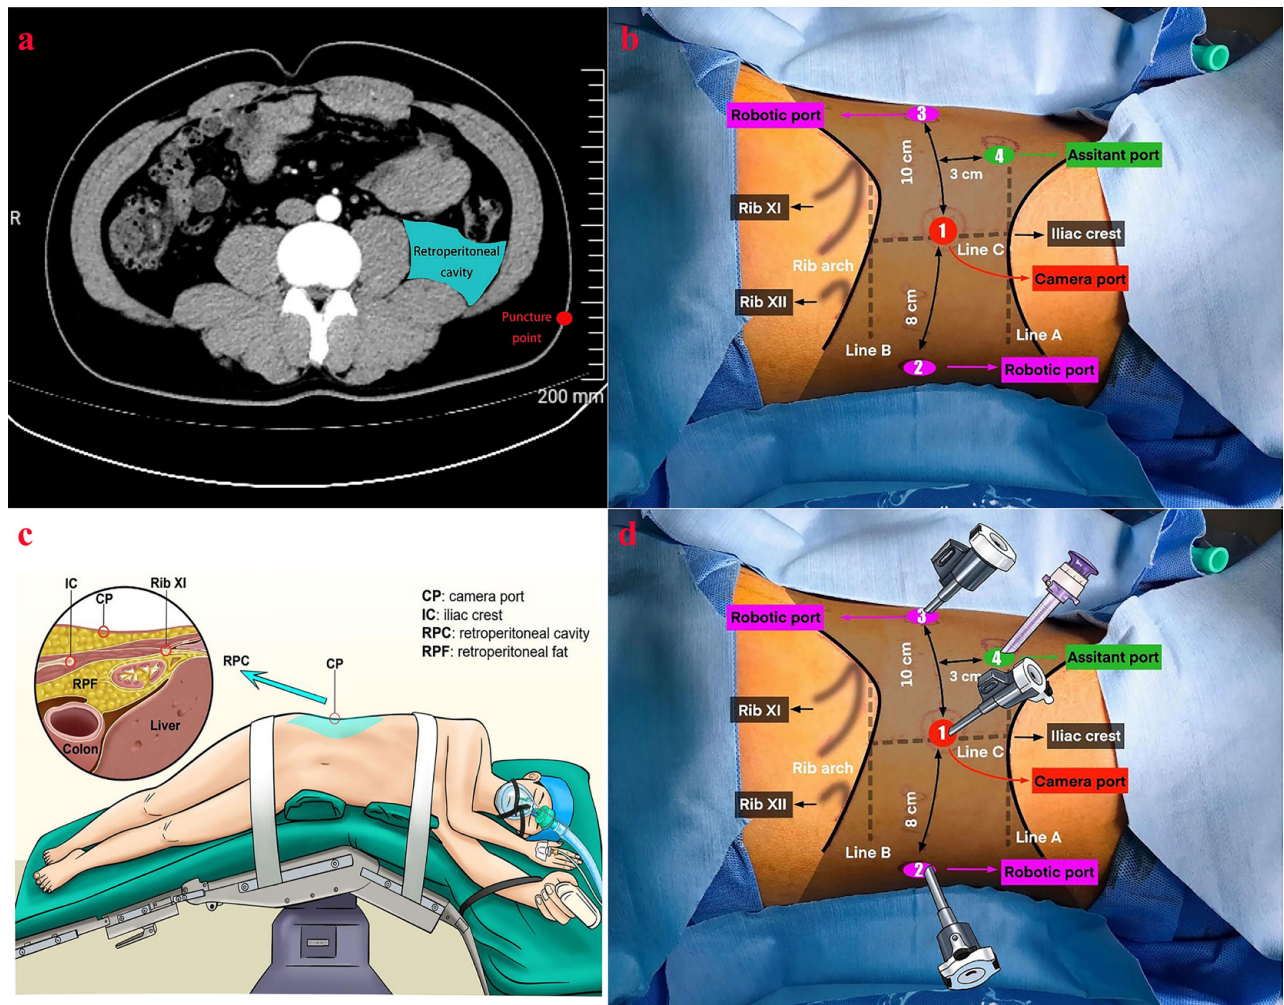 a
R
Retroperitoneal
cavity
Puncture
point
200 mm
b
Robotic port
3
4
Assitant port
10 cm
3 cm
Rib XI
1
Iliac crest
Line C
Rib arch
Camera port
Rib XII
8 cm
Line B
Line A
2
Robotic port
c
IC
CP
Rib XI
RPF
Liver
Colon
RPC
CP
CP: camera port
IC: iliac crest
RPC: retroperitoneal cavity
RPF: retroperitoneal fat
d
Robotic port
3
4
Assitant port
10 cm
3 cm
Rib XI
1
Iliac crest
Line C
Rib arch
Camera port
Rib XII
8 cm
Line B
Line A
2
Robotic port